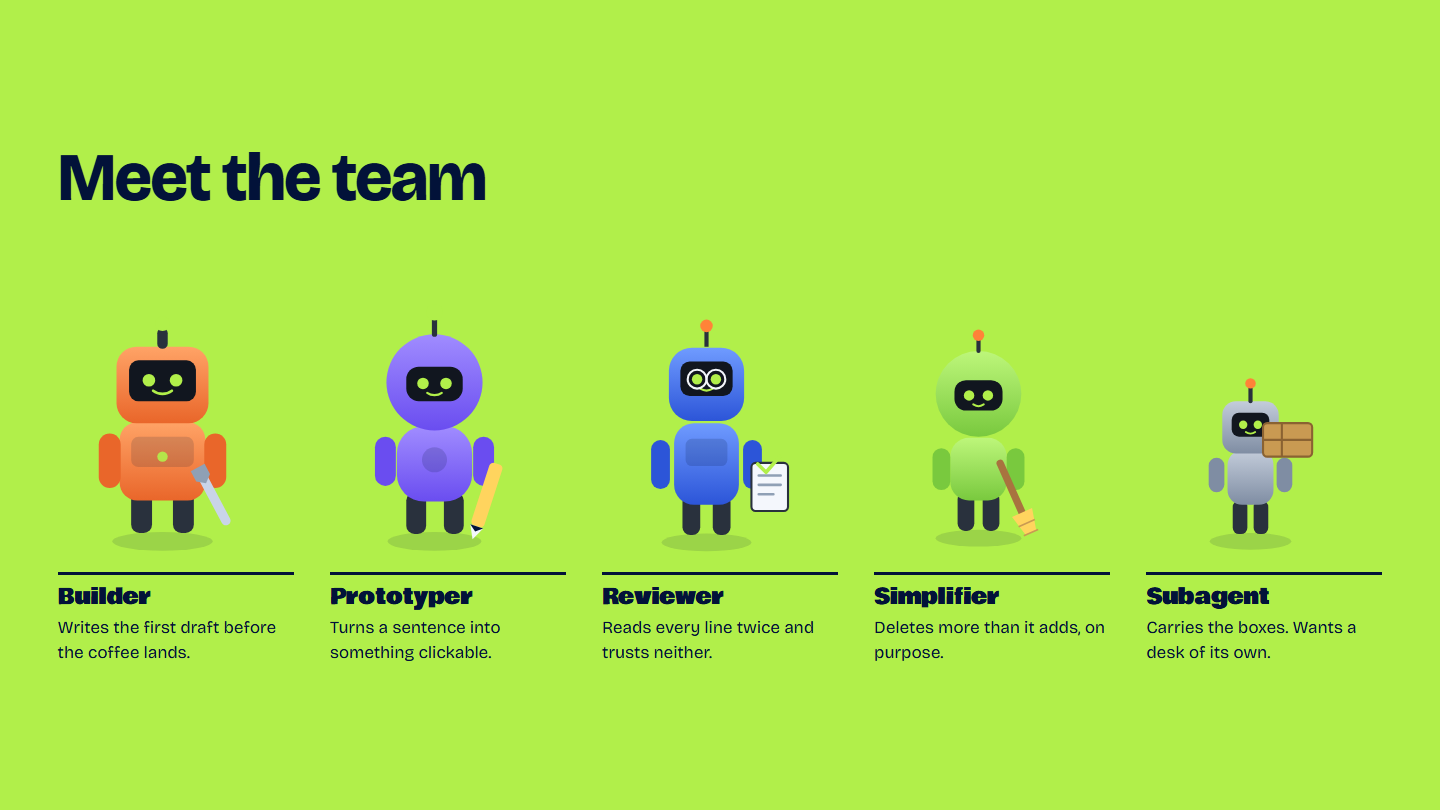 Meet the team
Builder
Writes the first draft before
the coffee lands.
Prototyper
Turns a sentence into
something clickable.
Reviewer
Reads every line twice and
trusts neither.
Simplifier
Deletes more than it adds, on
purpose.
Subagent
Carries the boxes. Wants a
desk of its own.